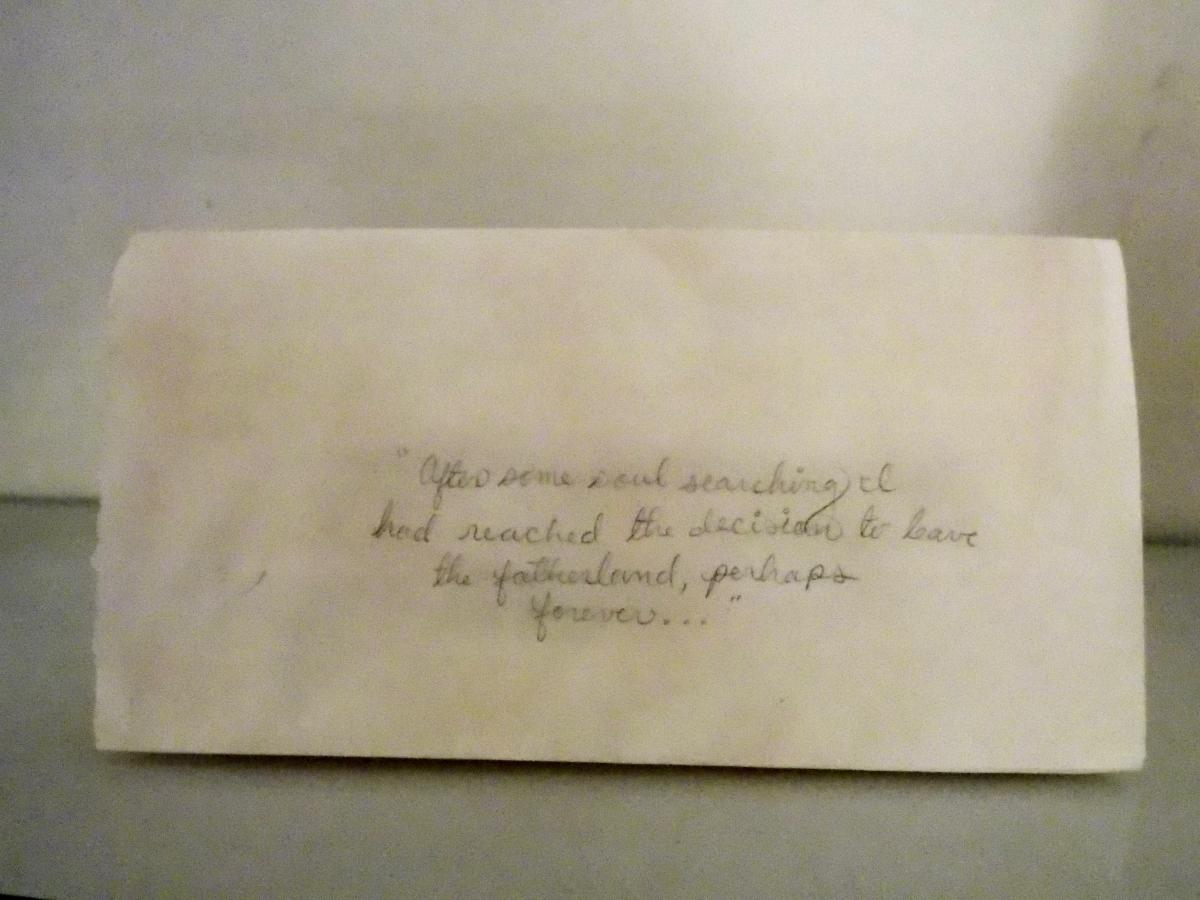 "After some soul searching, I
had reached the decision to leave
the fatherland, perhaps
forever..."